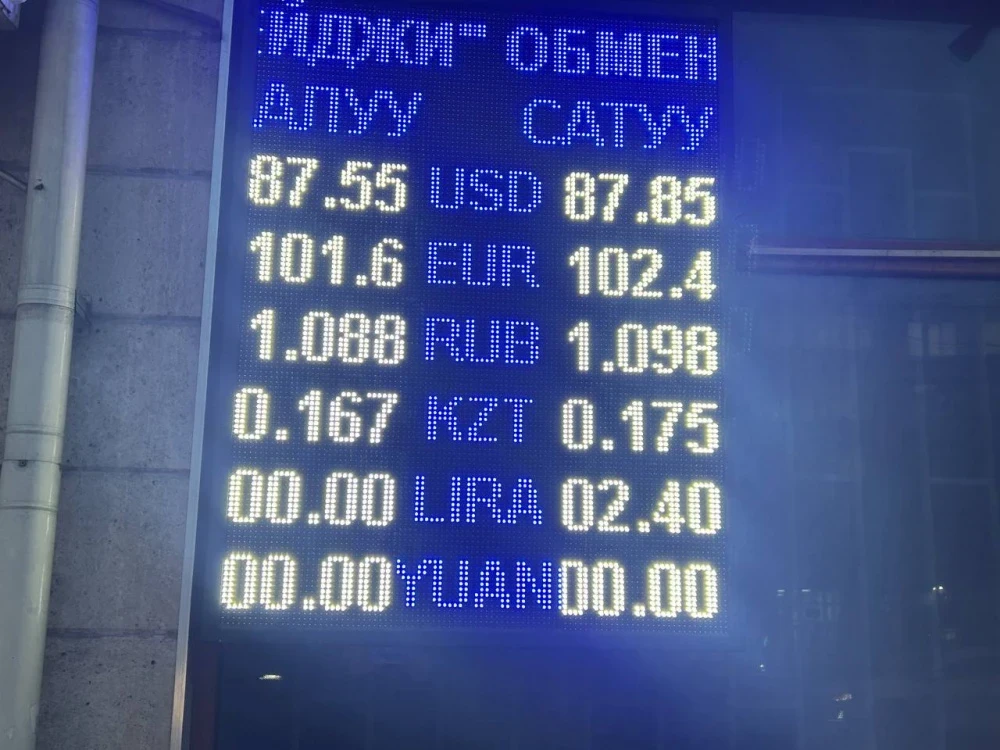 ЙДЖИ" ОБМЕН
АЛУУ САТУУ
87.55 USD 87.85
101.6 EUR 102.4
1.088 RUB 1.098
0.167 KZT 0.175
00.00 LIRA 02.40
00.00 YUAN 00.00